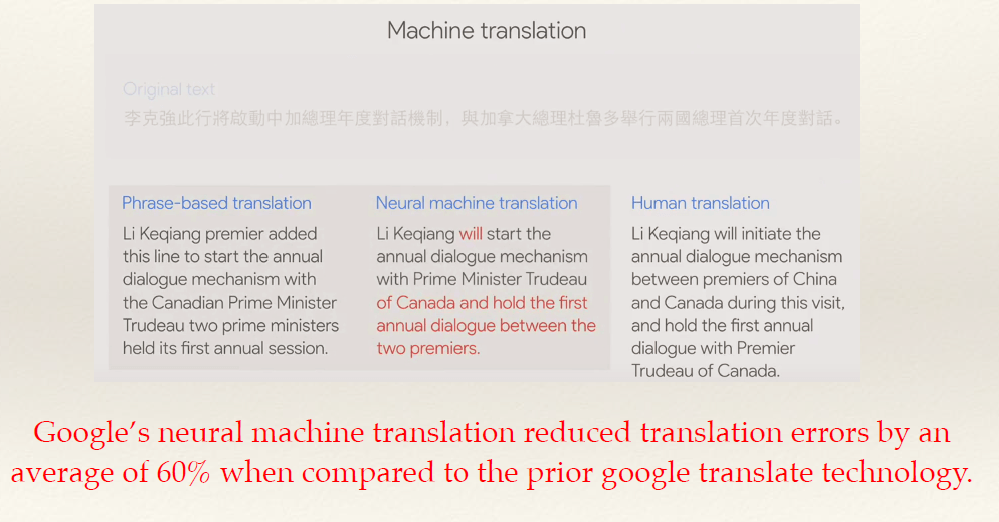 Machine translation
Original text
李克強此行將啟動中加總理年度對話機制，與加拿大總理杜魯多舉行兩國總理首次年度對話。
Phrase-based translation
Li Keqiang premier added
this line to start the annual
dialogue mechanism with
the Canadian Prime Minister
Trudeau two prime ministers
held its first annual session.
Neural machine translation
Li Keqiang will start the
annual dialogue mechanism
with Prime Minister Trudeau
of Canada and hold the first
annual dialogue between the
two premiers.
Human translation
Li Keqiang will initiate the
annual dialogue mechanism
between premiers of China
and Canada during this visit,
and hold the first annual
dialogue with Premier
Trudeau of Canada.
Google's neural machine translation reduced translation errors by an
average of 60% when compared to the prior google translate technology.